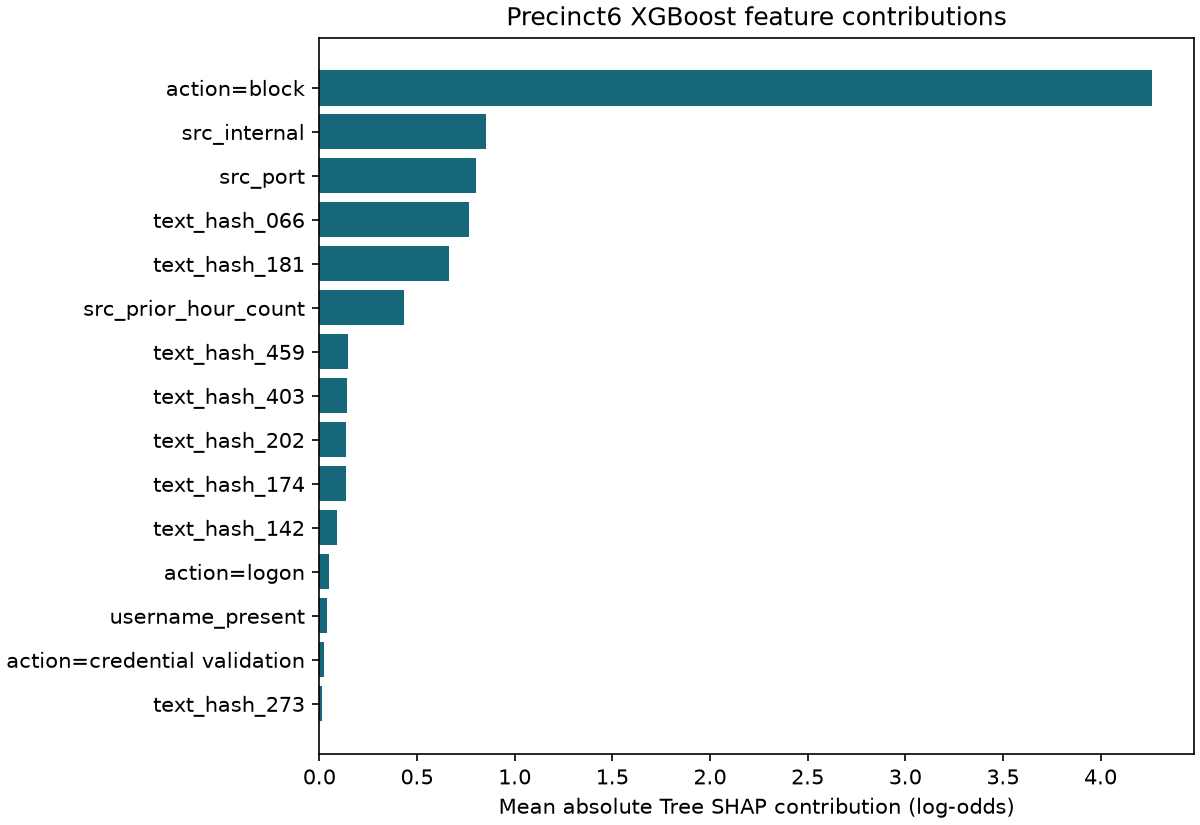 Precinct6 XGBoost feature contributions
action=block
src_internal
src_port
text_hash_066
text_hash_181
src_prior_hour_count
text_hash_459
text_hash_403
text_hash_202
text_hash_174
text_hash_142
action=logon
username_present
action=credential validation
text_hash_273
0.0 0.5 1.0 1.5 2.0 2.5 3.0 3.5 4.0
Mean absolute Tree SHAP contribution (log-odds)